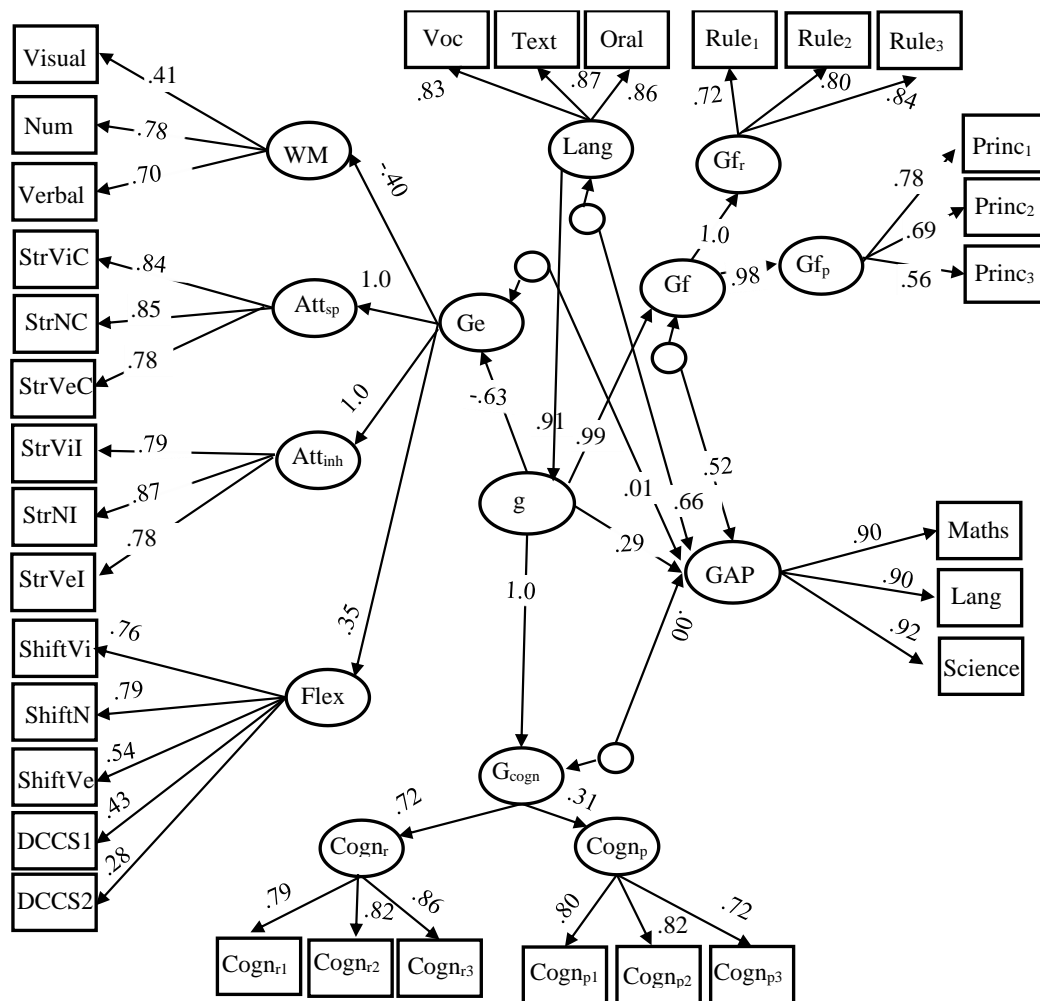 Voc
Text
Oral
Rule1
Rule2
Rule3
Visual
.41
.83
.87
.86
.72
.80
.84
Num
.78
WM
Lang
Gfr
Princ1
.78
Verbal
.70
-.40
Princ2
.69
StrViC
.84
1.0
1.0
Gf
.98
Gfp
.56
Princ3
Attsp
StrNC
.85
Ge
StrVeC
.78
-.63
StrViI
.79
1.0
Attinh
.91
.99
.52
StrNI
.87
g
.01
.66
StrVeI
.78
.29
GAP
.90
Maths
1.0
.90
Lang
ShiftVi
.76
.35
.00
.92
Science
ShiftN
.79
Flex
ShiftVe
.54
Gcogn
DCCS1
.43
.72
.31
DCCS2
.28
Cognr
Cognp
.79
.82
.86
.80
.82
.72
Cognr1
Cognr2
Cognr3
Cognp1
Cognp2
Cognp3